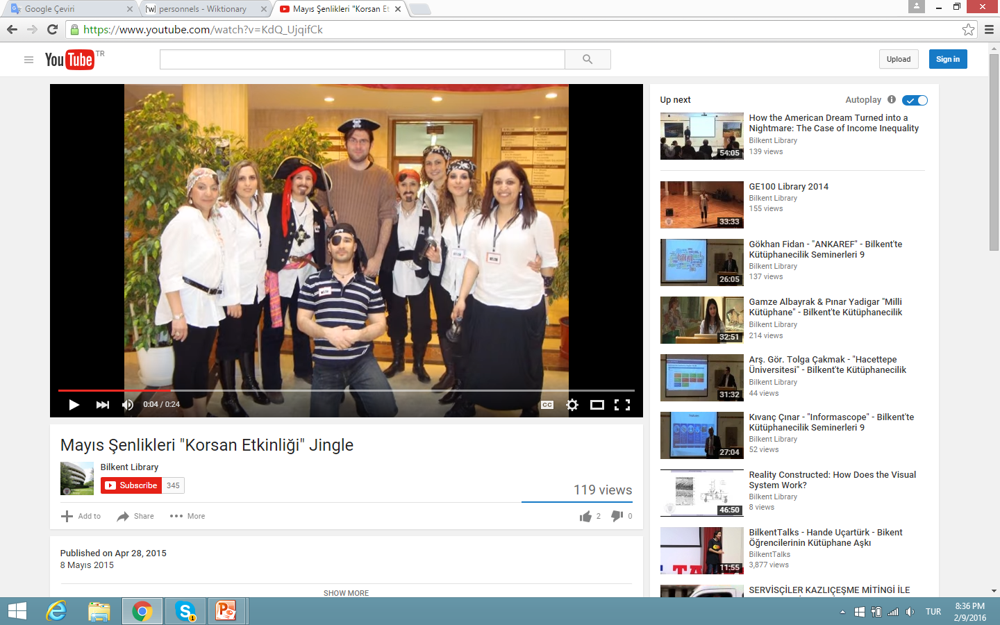 Google Çeviri
personnels - Wiktionary
Mayıs Şenlikleri "Korsan Et
https://www.youtube.com/watch?v=KdQ_UjqifCk
YouTube TR
Upload
Sign in
0:04 / 0:24
CC
Mayıs Şenlikleri "Korsan Etkinliği" Jingle
Bilkent Library
Subscribe 345
119 views
Add to
Share
More
2
0
Published on Apr 28, 2015
8 Mayıs 2015
SHOW MORE
Up next
Autoplay
54:05
How the American Dream Turned into a
Nightmare: The Case of Income Inequality
Bilkent Library
139 views
33:33
GE100 Library 2014
Bilkent Library
155 views
26:05
Gökhan Fidan - "ANKAREF" - Bilkent'te
Kütüphanecilik Seminerleri 9
Bilkent Library
137 views
32:51
Gamze Albayrak & Pınar Yadigar "Milli
Kütüphane" - Bilkent'te Kütüphanecilik
Bilkent Library
214 views
31:32
Arş. Gör. Tolga Çakmak - "Hacettepe
Üniversitesi" - Bilkent'te Kütüphanecilik
Bilkent Library
44 views
27:04
Kıvanç Çınar - "Informascope" - Bilkent'te
Kütüphanecilik Seminerleri 9
Bilkent Library
52 views
46:50
Reality Constructed: How Does the Visual
System Work?
Bilkent Library
8 views
11:55
BilkentTalks - Hande Uçartürk - Bikent
Öğrencilerinin Kütüphane Aşkı
BilkentTalks
3,877 views
SERVİSÇİLER KAZLIÇEŞME MİTİNGİ İLE
1
TUR
8:36 PM
2/9/2016